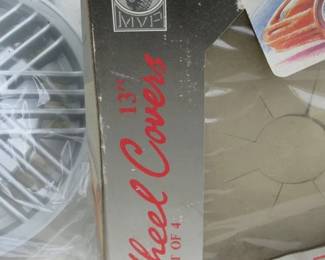 MVP
13"
Wheel Covers
SET OF 4